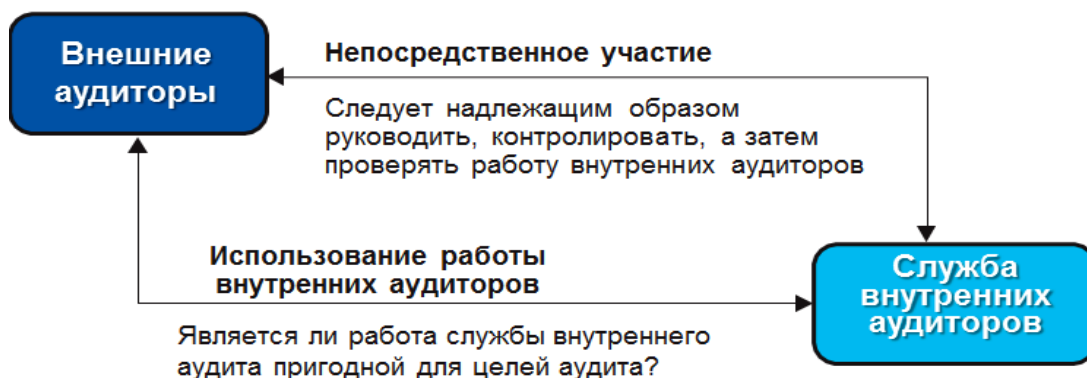 Внешние
аудиторы
Непосредственное участие
Следует надлежащим образом
руководить, контролировать, а затем
проверять работу внутренних аудиторов
Использование работы
внутренних аудиторов
Служба
внутренних
аудиторов
Является ли работа службы внутреннего
аудита пригодной для целей аудита?